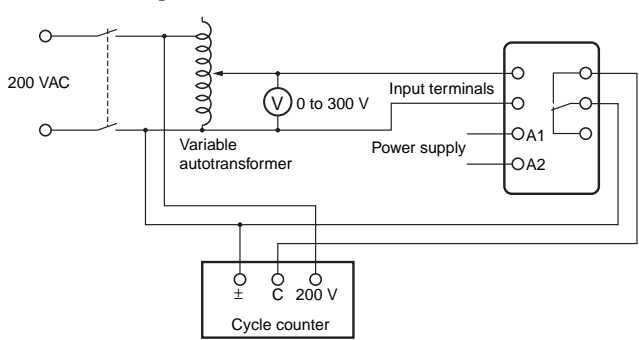 200 VAC
V
0 to 300 V
Variable
autotransformer
Input terminals
Power supply
A1
A2
± C 200 V
Cycle counter